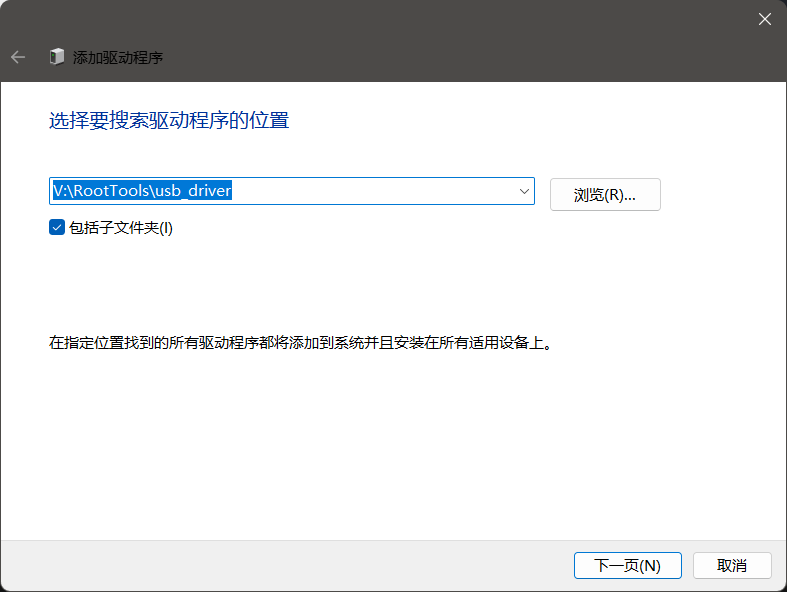 添加驱动程序
选择要搜索驱动程序的位置
V:\RootTools\usb_driver
浏览(R)...
包括子文件夹(I)
在指定位置找到的所有驱动程序都将添加到系统并且安装在所有适用设备上。
下一页(N)
取消